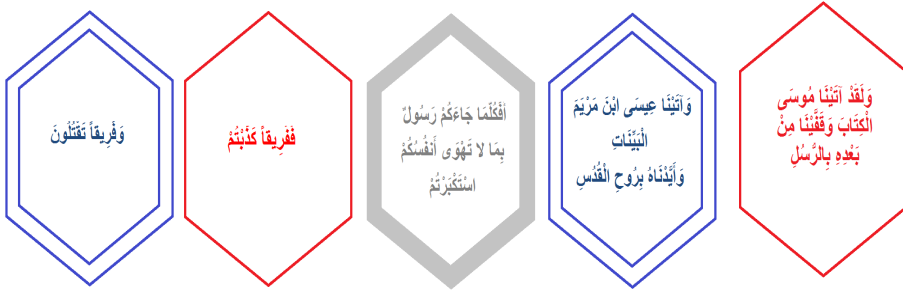 وَلَقَدْ آتَيْنَا مُوسَى
الْكِتَابَ وَقَفَّيْنَا مِنْ
بَعْدِهِ بِالرُّسُلِ
وَآتَيْنَا عِيسَى ابْنَ مَرْيَمَ
الْبَيِّنَاتِ
وَأَيَّدْنَاهُ بِرُوحِ الْقُدُسِ
أَفَكُلَّمَا جَاءَكُمْ رَسُولٌ
بِمَا لا تَهْوَى أَنفُسُكُمْ
اسْتَكْبَرْتُمْ
فَفَرِيقاً كَذَّبْتُمْ
وَفَرِيقاً تَقْتُلُونَ